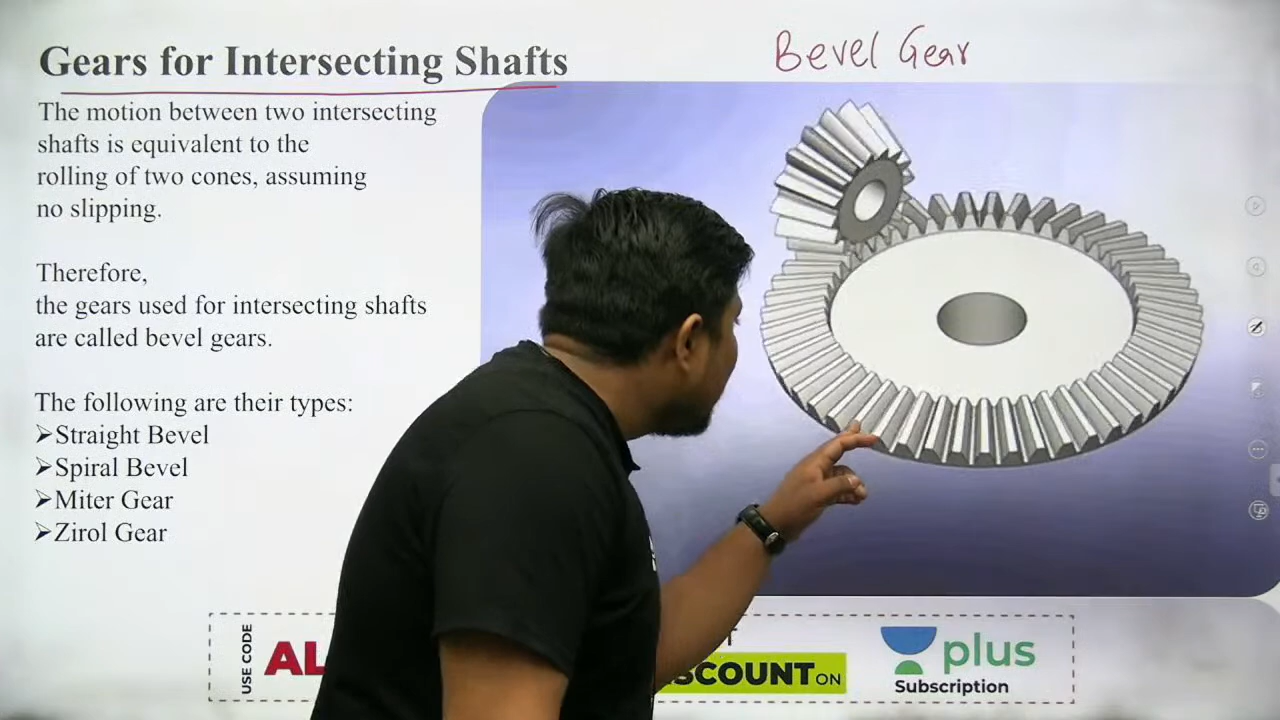 Gears for Intersecting Shafts
Bevel Gear
The motion between two intersecting
shafts is equivalent to the
rolling of two cones, assuming
no slipping.
Therefore,
the gears used for intersecting shafts
are called bevel gears.
The following are their types:
➤Straight Bevel
➤Spiral Bevel
➤Miter Gear
➤Zirol Gear
USE CODE
AL
SCOUNT ON
plus
Subscription